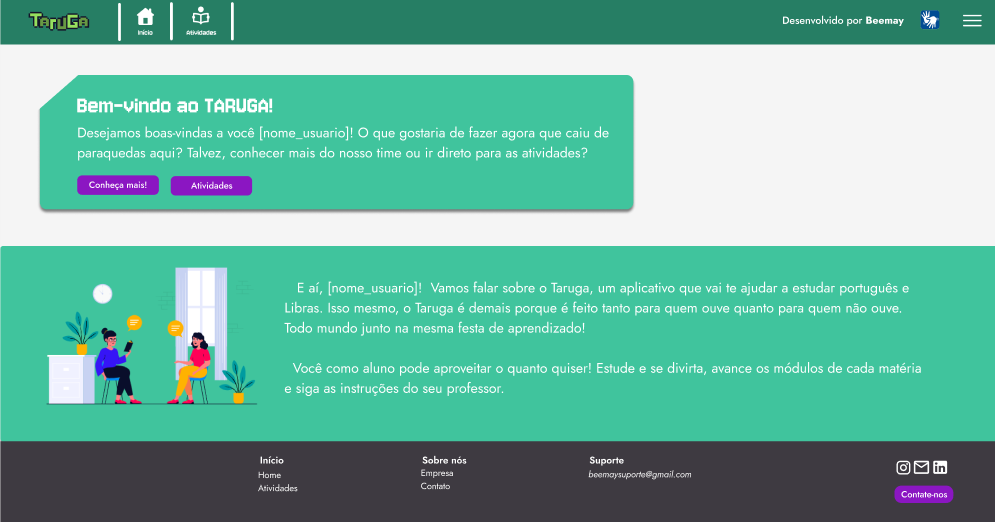 TaruGa
Início
Atividades
Desenvolvido por Beemay
Bem-vindo ao TARUGA!
Desejamos boas-vindas a você [nome_usuario]! O que gostaria de fazer agora que caiu de
paraquedas aqui? Talvez, conhecer mais do nosso time ou ir direto para as atividades?
Conheça mais!
Atividades
E aí, [nome_usuario]!  Vamos falar sobre o Taruga, um aplicativo que vai te ajudar a estudar português e
Libras. Isso mesmo, o Taruga é demais porque é feito tanto para quem ouve quanto para quem não ouve.
Todo mundo junto na mesma festa de aprendizado!
Você como aluno pode aproveitar o quanto quiser! Estude e se divirta, avance os módulos de cada matéria
e siga as instruções do seu professor.
Início
Home
Atividades
Sobre nós
Empresa
Contato
Suporte
beemaysuporte@gmail.com
Contate-nos